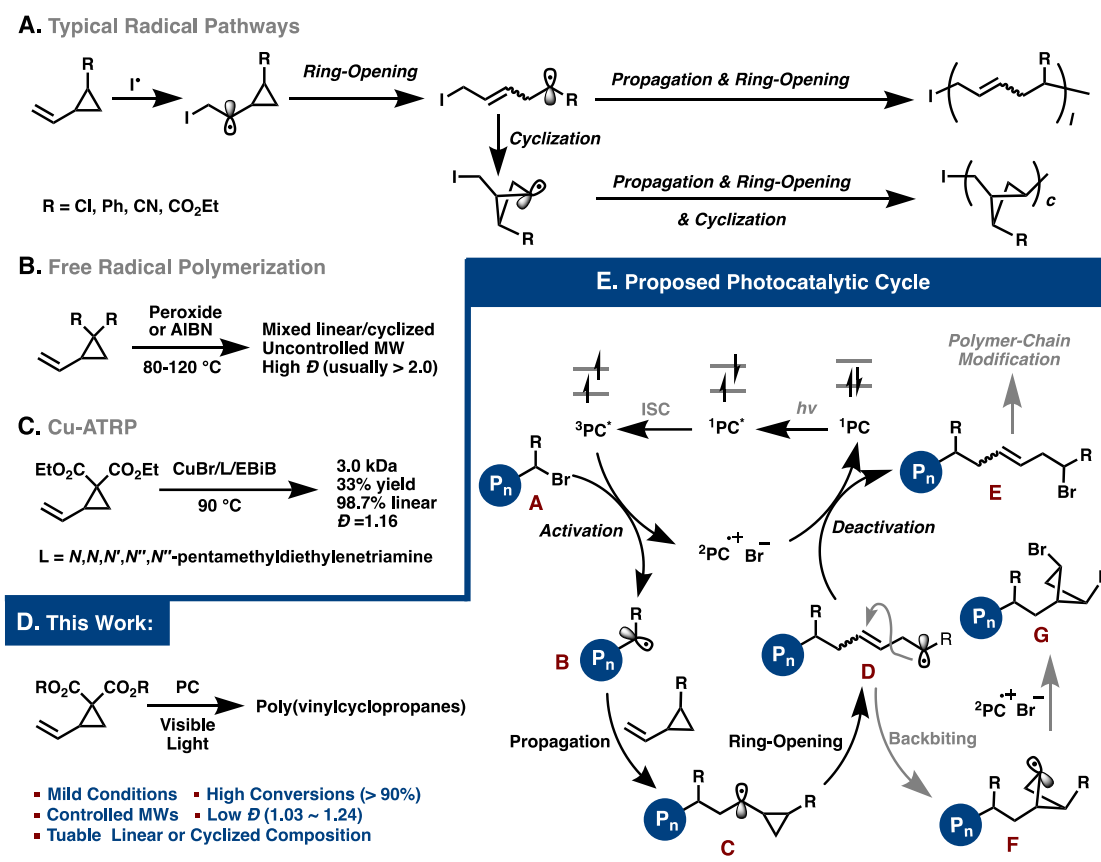 A. Typical Radical Pathways
R
I•
Ring-Opening
R
I
I
R
Propagation & Ring-Opening
I
R
l
Cyclization
I
R
Propagation & Ring-Opening
& Cyclization
I
R
c
R = Cl, Ph, CN, CO2Et
B. Free Radical Polymerization
R R
Peroxide
or AIBN
80-120 °C
Mixed linear/cyclized
Uncontrolled MW
High Đ (usually > 2.0)
C. Cu-ATRP
EtO2C CO2Et
CuBr/L/EBiB
90 °C
3.0 kDa
33% yield
98.7% linear
Đ =1.16
L = N,N,N',N'',N''-pentamethyldiethylenetriamine
D. This Work:
RO2C CO2R
PC
Visible
Light
Poly(vinylcyclopropanes)
▪ Mild Conditions ▪ High Conversions (> 90%)
▪ Controlled MWs ▪ Low Đ (1.03 ~ 1.24)
▪ Tuable Linear or Cyclized Composition
E. Proposed Photocatalytic Cycle
3PC* ISC 1PC* hv 1PC
Polymer-Chain
Modification
R
Pn Br
A
Activation
2PC•+ Br–
Deactivation
R
Pn
E
Br
R
Pn
B
R
Propagation
R
Pn
C
R
Ring-Opening
R
Pn
D
R
Backbiting
R
Pn
F
R
2PC•+ Br–
Br
R
Pn
G
R